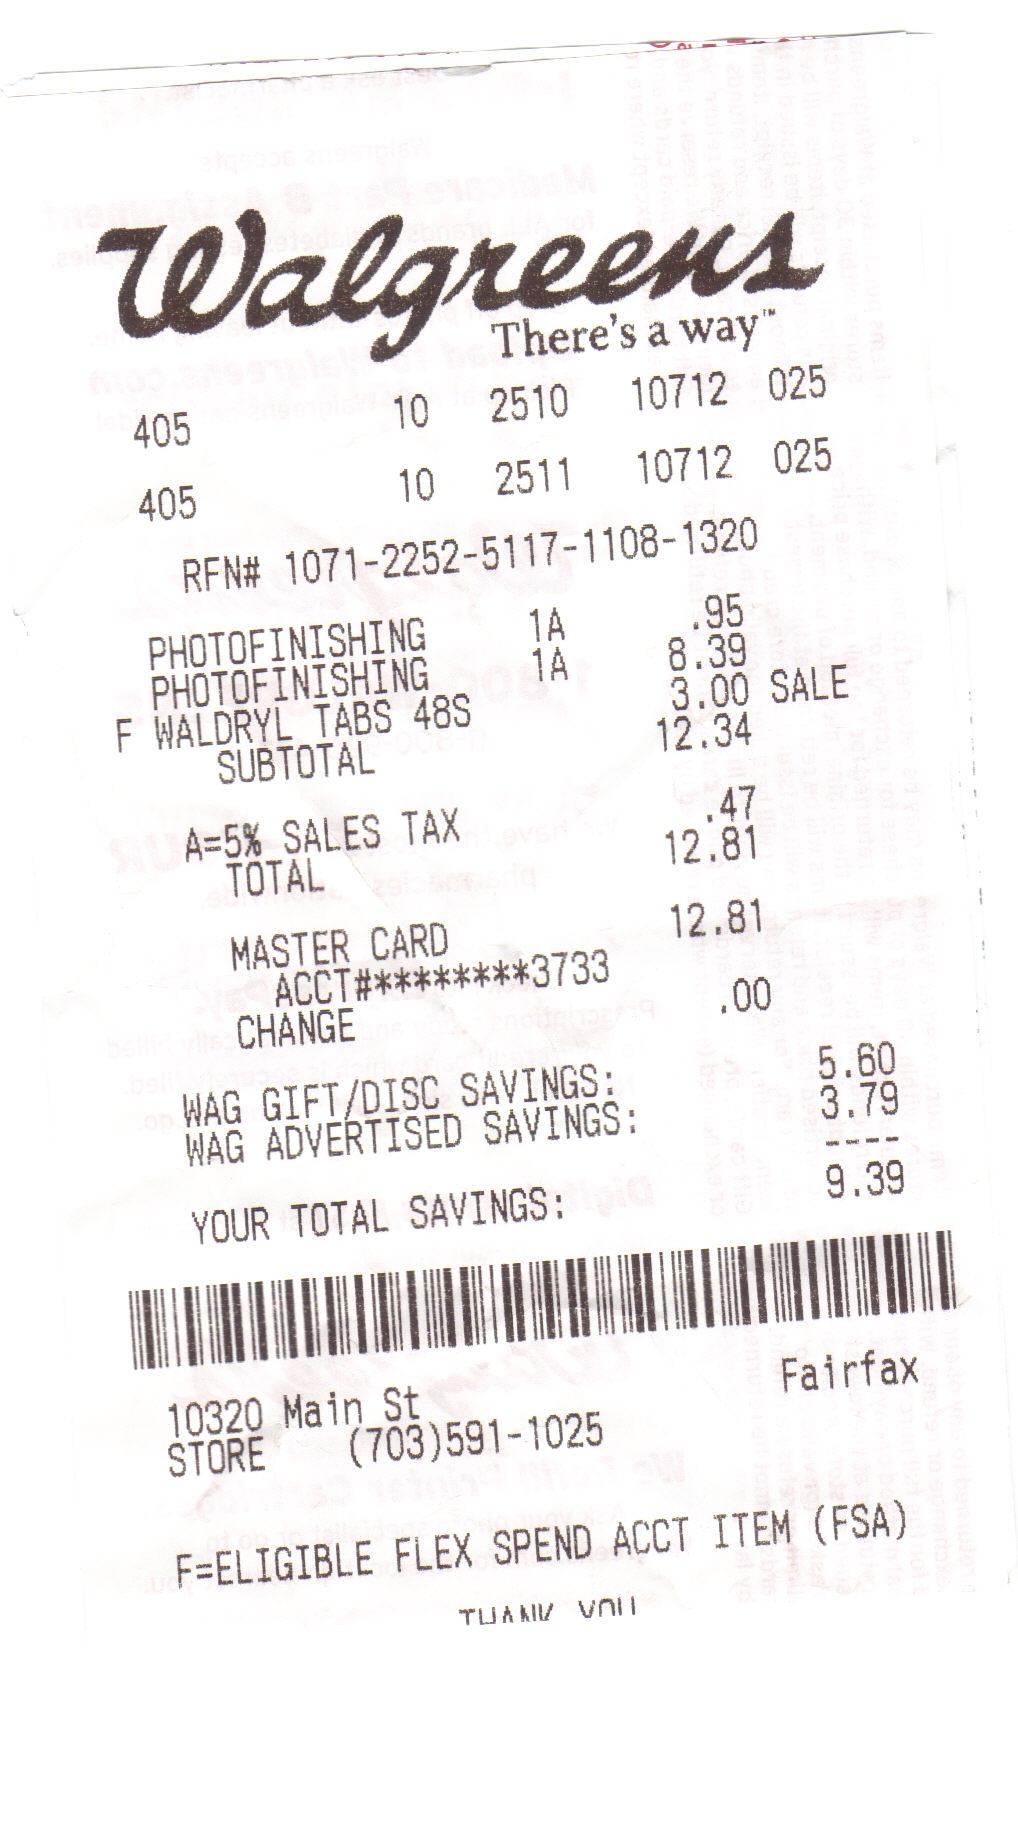 Walgreens
There's a way™
405 10 2510 10712 025
405 10 2511 10712 025
RFN# 1071-2252-5117-1108-1320
PHOTOFINISHING 1A .95
PHOTOFINISHING 1A 8.39
F WALDRYL TABS 48S 3.00 SALE
SUBTOTAL 12.34
A=5% SALES TAX .47
TOTAL 12.81
MASTER CARD 12.81
ACCT#********3733
CHANGE .00
WAG GIFT/DISC SAVINGS: 5.60
WAG ADVERTISED SAVINGS: 3.79
----
YOUR TOTAL SAVINGS: 9.39
10320 Main St Fairfax
STORE (703)591-1025
F=ELIGIBLE FLEX SPEND ACCT ITEM (FSA)
THANK YOU